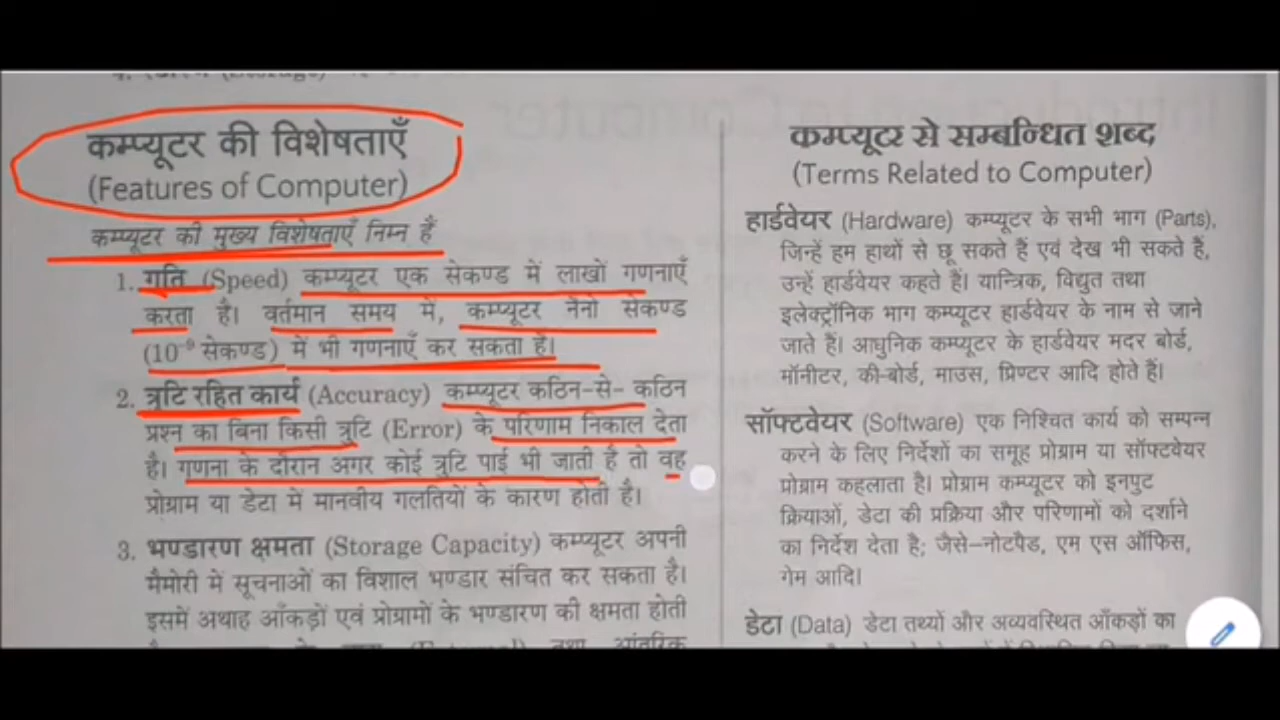 कम्प्यूटर की विशेषताएँ
(Features of Computer)
कम्प्यूटर की मुख्य विशेषताएँ निम्न हैं
1. गति (Speed) कम्प्यूटर एक सेकण्ड में लाखों गणनाएँ
करता है। वर्तमान समय में, कम्प्यूटर नैनो सेकण्ड
(10⁻⁹ सेकण्ड) में भी गणनाएँ कर सकता है।
2. त्रुटि रहित कार्य (Accuracy) कम्प्यूटर कठिन-से- कठिन
प्रश्न का बिना किसी त्रुटि (Error) के परिणाम निकाल देता
है। गणना के दौरान अगर कोई त्रुटि पाई भी जाती है तो वह
प्रोग्राम या डेटा में मानवीय गलतियों के कारण होती है।
3. भण्डारण क्षमता (Storage Capacity) कम्प्यूटर अपनी
मैमोरी में सूचनाओं का विशाल भण्डार संचित कर सकता है।
इसमें अथाह आँकड़ों एवं प्रोग्रामों के भण्डारण की क्षमता होती
कम्प्यूटर से सम्बन्धित शब्द
(Terms Related to Computer)
हार्डवेयर (Hardware) कम्प्यूटर के सभी भाग (Parts),
जिन्हें हम हाथों से छू सकते हैं एवं देख भी सकते हैं,
उन्हें हार्डवेयर कहते हैं। यान्त्रिक, विद्युत तथा
इलेक्ट्रॉनिक भाग कम्प्यूटर हार्डवेयर के नाम से जाने
जाते हैं। आधुनिक कम्प्यूटर के हार्डवेयर मदर बोर्ड,
मॉनीटर, की-बोर्ड, माउस, प्रिण्टर आदि होते हैं।
सॉफ्टवेयर (Software) एक निश्चित कार्य को सम्पन्न
करने के लिए निर्देशों का समूह प्रोग्राम या सॉफ्टवेयर
प्रोग्राम कहलाता है। प्रोग्राम कम्प्यूटर को इनपुट
क्रियाओं, डेटा की प्रक्रिया और परिणामों को दर्शाने
का निर्देश देता है; जैसे–नोटपैड, एम एस ऑफिस,
गेम आदि।
डेटा (Data) डेटा तथ्यों और अव्यवस्थित आँकड़ों का